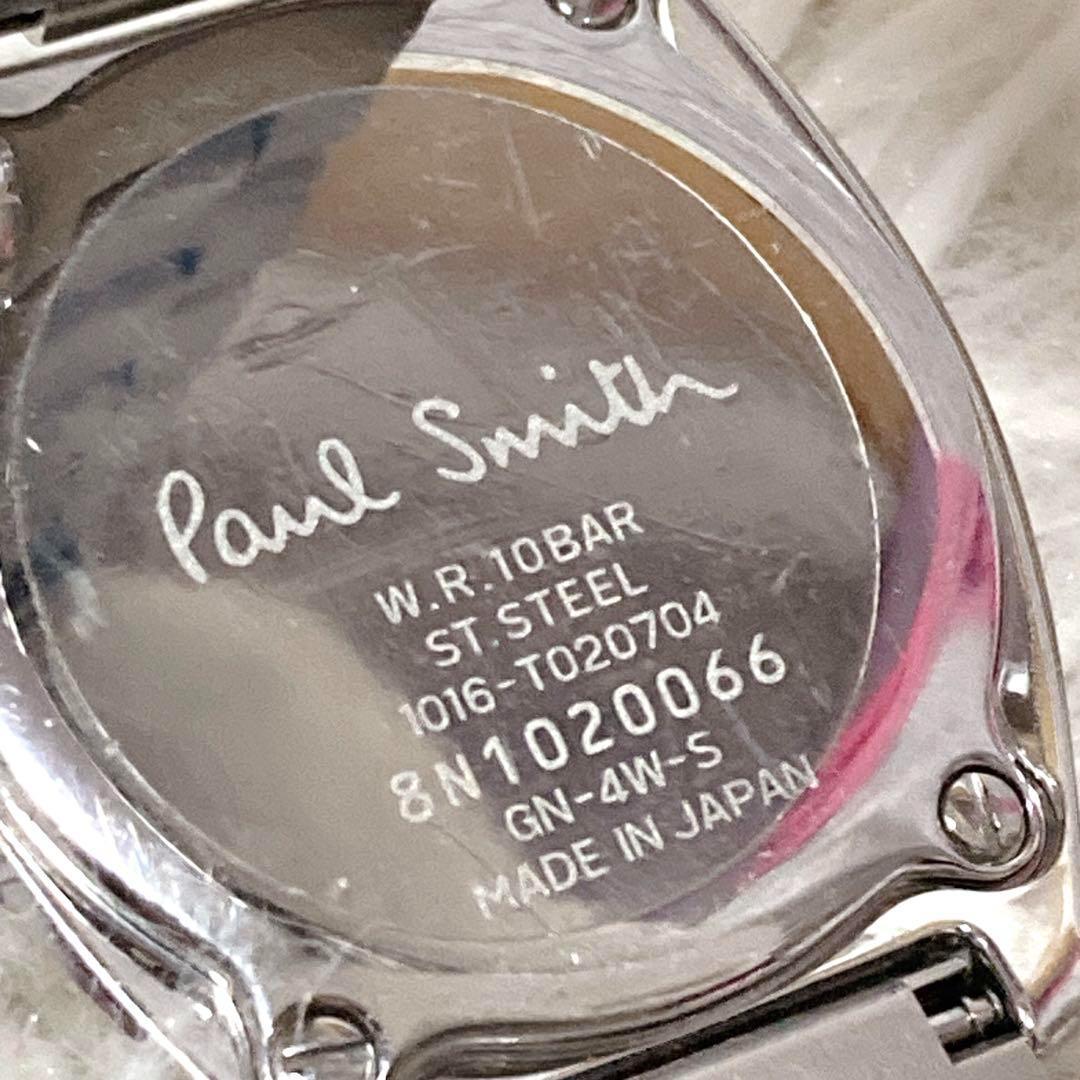 Paul Smith
W.R.10BAR
ST.STEEL
1016-T020704
8N1020066
GN-4W-S
MADE IN JAPAN